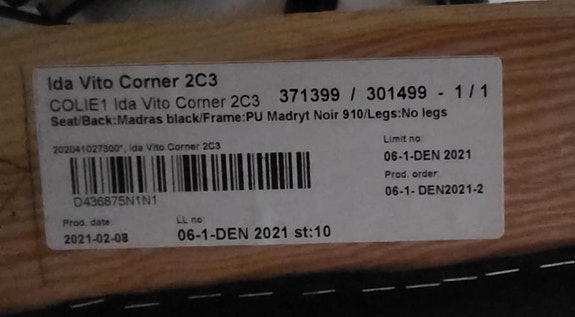 Ida Vito Corner 2C3
COLIE1 Ida Vito Corner 2C3 371399 / 301499 - 1 / 1
Seat/Back:Madras black/Frame:PU Madryt Noir 910/Legs:No legs
202041027300*, Ida Vito Corner 2C3
D436875N1N1
Limit no:
06-1-DEN 2021
Prod. order:
06-1- DEN2021-2
Prod. date:
2021-02-08
LL no:
06-1-DEN 2021 st:10